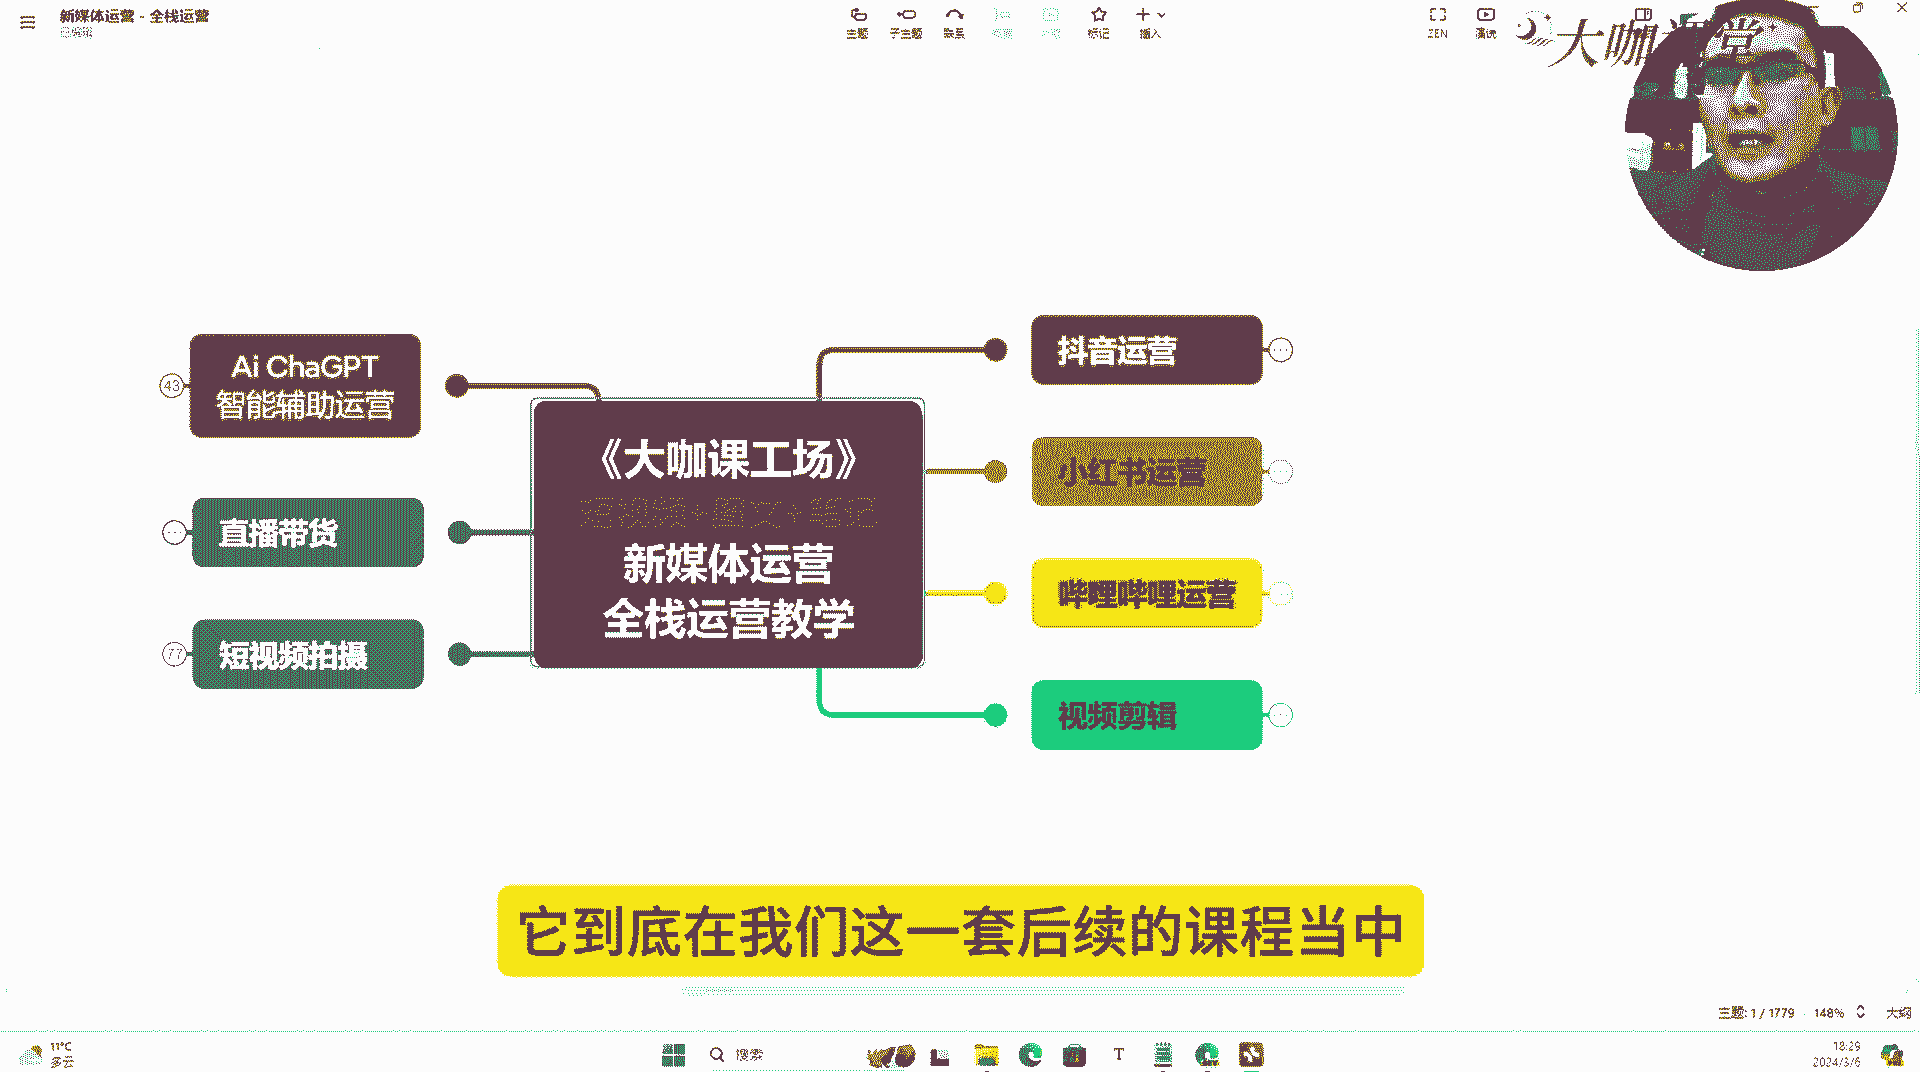 新媒体运营 - 全栈运营
已编辑
主题
子主题
联系
标记
插入
ZEN
演说
大咖课堂
Ai ChaGPT
智能辅助运营
43
直播带货
短视频拍摄
77
《大咖课工场》
短视频+图文+笔记
新媒体运营
全栈运营教学
抖音运营
小红书运营
哔哩哔哩运营
视频剪辑
它到底在我们这一套后续的课程当中
主题: 1 / 1779
148%
大纲
11°C
多云
搜索
18:29
2024/3/6